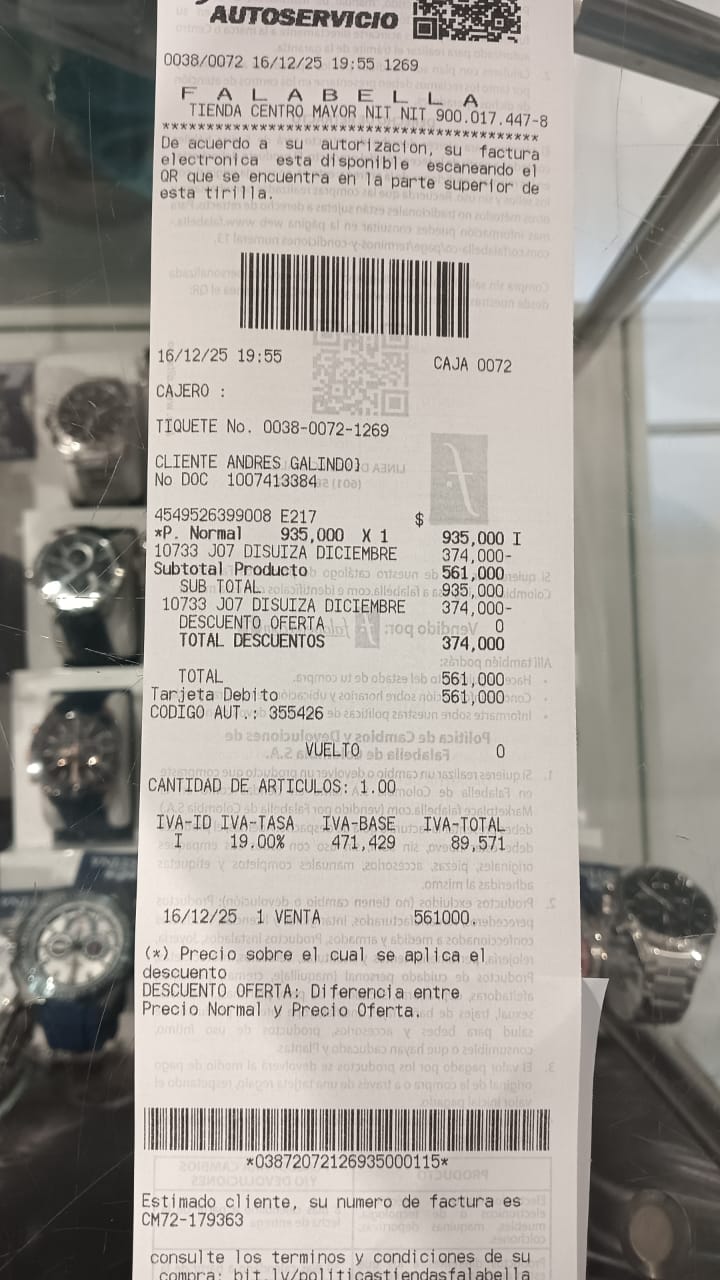 AUTOSERVICIO
0038/0072 16/12/25 19:55 1269
F A L A B E L L A
TIENDA CENTRO MAYOR NIT NIT 900.017.447-8
*****************************************
De acuerdo a su autorizacion, su factura
electronica esta disponible escaneando el
QR que se encuentra en la parte superior de
esta tirilla.
16/12/25 19:55 CAJA 0072
CAJERO :
TIQUETE No. 0038-0072-1269
CLIENTE ANDRES GALINDO]
No DOC 1007413384
4549526399008 E217 $
*P. Normal 935,000 X 1 935,000 I
10733 J07 DISUIZA DICIEMBRE 374,000-
Subtotal Producto 561,000
SUB TOTAL 935,000
10733 J07 DISUIZA DICIEMBRE 374,000-
DESCUENTO OFERTA 0
TOTAL DESCUENTOS 374,000
TOTAL 561,000
Tarjeta Debito 561,000
CODIGO AUT.: 355426
VUELTO 0
CANTIDAD DE ARTICULOS: 1.00
IVA-ID IVA-TASA IVA-BASE IVA-TOTAL
I 19.00% 471,429 89,571
16/12/25 1 VENTA 561000.
(*) Precio sobre el cual se aplica el
descuento
DESCUENTO OFERTA: Diferencia entre
Precio Normal y Precio Oferta.
*03872072126935000115*
Estimado cliente, su numero de factura es
CM72-179363
consulte los terminos y condiciones de su
compra: bit.ly/politicastiendasfalabella